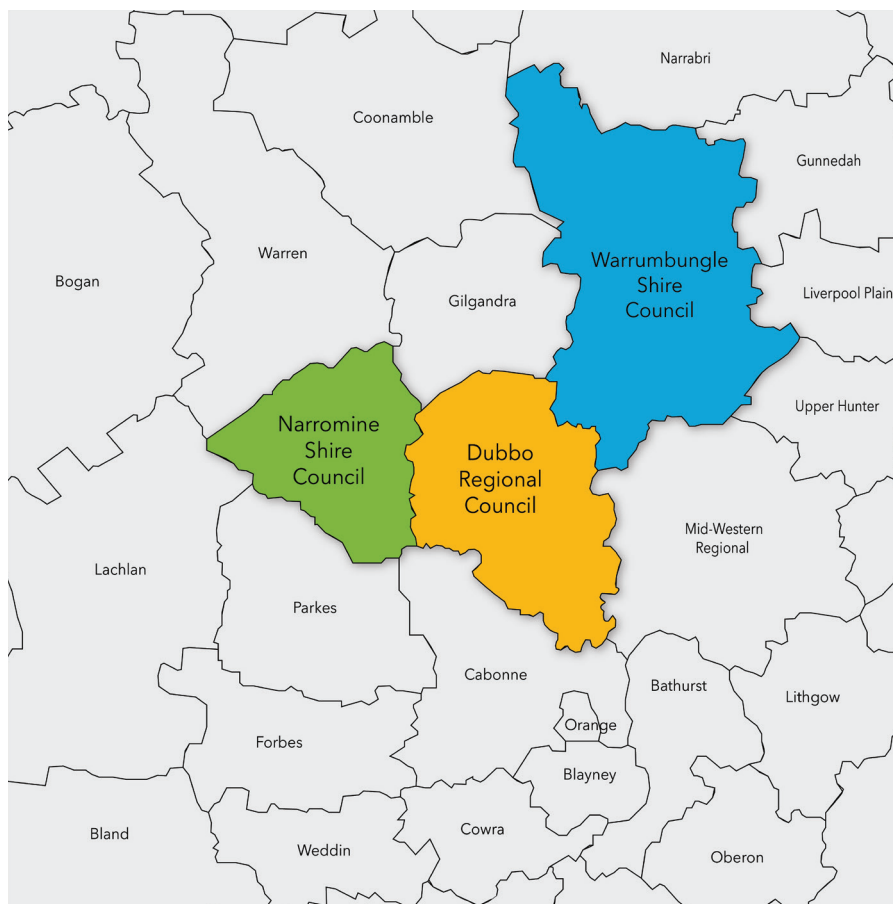 Narrabri
Coonamble
Gunnedah
Warren
Warrumbungle
Shire
Council
Bogan
Gilgandra
Liverpool Plain
Upper Hunter
Narromine
Shire
Council
Dubbo
Regional
Council
Mid-Western
Regional
Lachlan
Parkes
Cabonne
Bathurst
Lithgow
Orange
Forbes
Blayney
Bland
Cowra
Weddin
Oberon